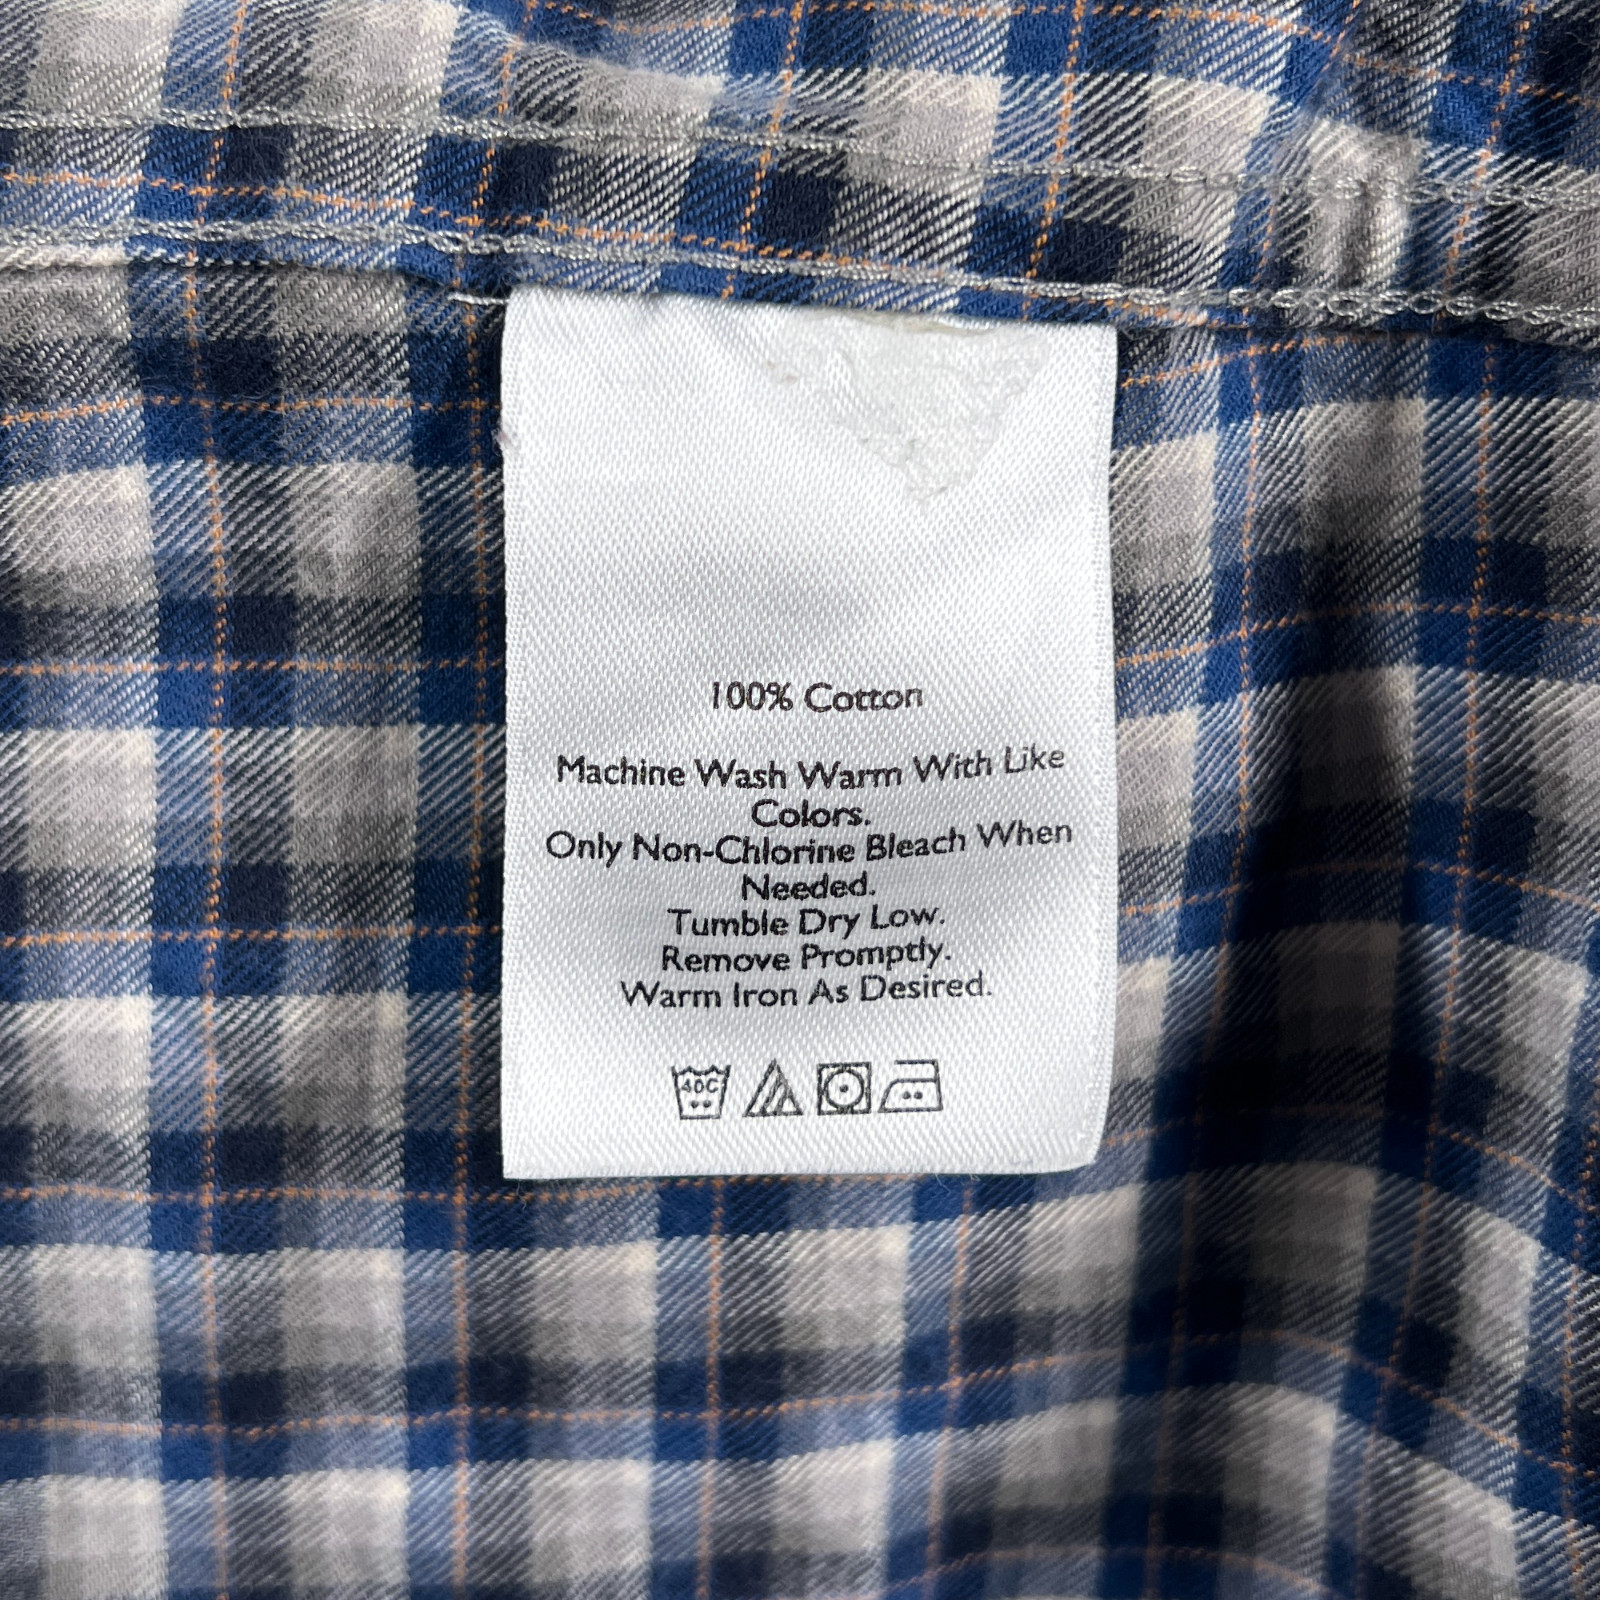 100% Cotton
Machine Wash Warm With Like
Colors.
Only Non-Chlorine Bleach When
Needed.
Tumble Dry Low.
Remove Promptly.
Warm Iron As Desired.
40C